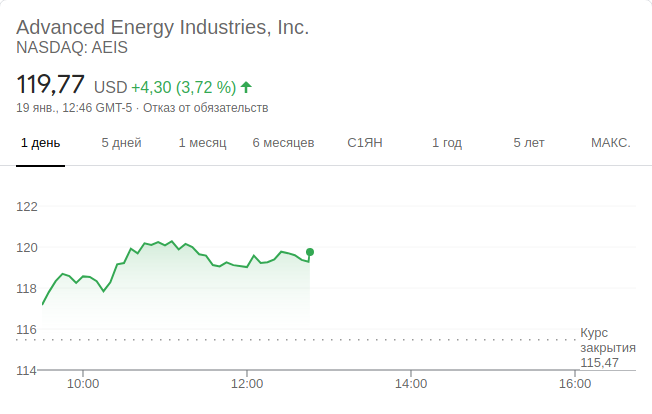 Advanced Energy Industries, Inc.
NASDAQ: AEIS
119,77 USD +4,30 (3,72 %)
19 янв., 12:46 GMT-5 · Отказ от обязательств
1 день 5 дней 1 месяц 6 месяцев С1ЯН 1 год 5 лет МАКС.
122
120
118
116
Курс
закрытия
115,47
114
10:00 12:00 14:00 16:00